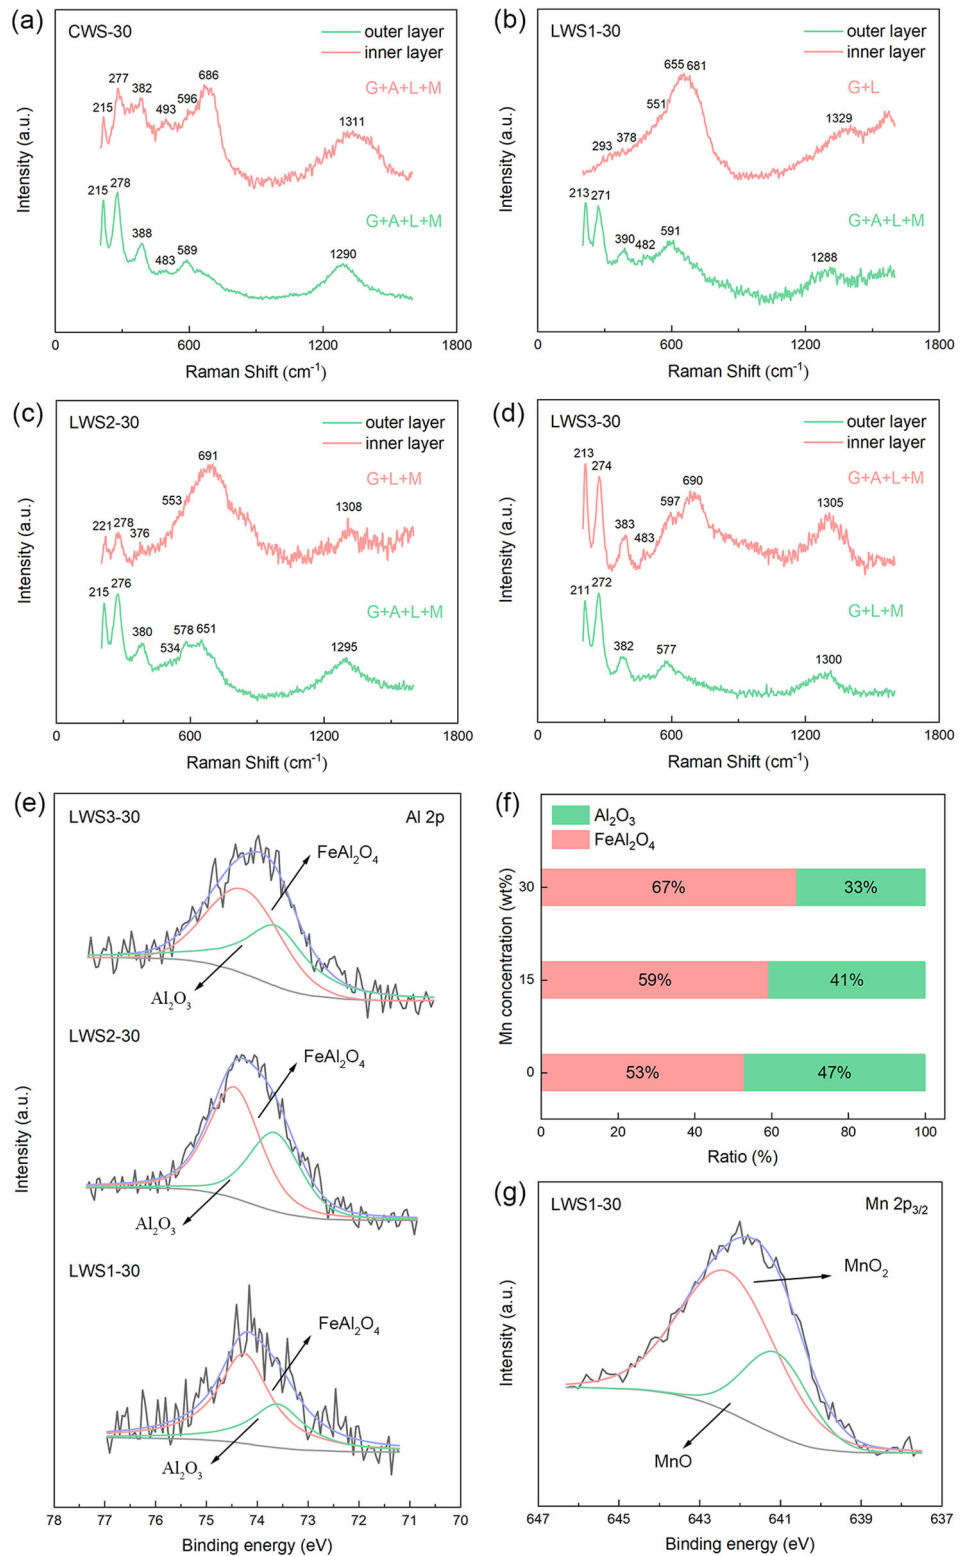 (a)
CWS-30
outer layer
inner layer
G+A+L+M
215
277
382
493
596
686
1311
G+A+L+M
215
278
388
483
589
1290
Intensity (a.u.)
0
600
1200
1800
Raman Shift (cm⁻¹)
(b)
LWS1-30
outer layer
inner layer
G+L
293
378
551
655
681
1329
G+A+L+M
213
271
390
482
591
1288
Intensity (a.u.)
0
600
1200
1800
Raman Shift (cm⁻¹)
(c)
LWS2-30
outer layer
inner layer
G+L+M
221
278
376
553
691
1308
G+A+L+M
215
276
380
534
578
651
1295
Intensity (a.u.)
0
600
1200
1800
Raman Shift (cm⁻¹)
(d)
LWS3-30
outer layer
inner layer
G+A+L+M
213
274
383
483
597
690
1305
G+L+M
211
272
382
577
1300
Intensity (a.u.)
0
600
1200
1800
Raman Shift (cm⁻¹)
(e)
LWS3-30
Al 2p
FeAl₂O₄
Al₂O₃
LWS2-30
FeAl₂O₄
Al₂O₃
LWS1-30
FeAl₂O₄
Al₂O₃
Intensity (a.u.)
78
77
76
75
74
73
72
71
70
Binding energy (eV)
(f)
Al₂O₃
FeAl₂O₄
30
67%
33%
15
59%
41%
0
53%
47%
Mn concentration (wt%)
0
20
40
60
80
100
Ratio (%)
(g)
LWS1-30
Mn 2p₃/₂
MnO₂
MnO
Intensity (a.u.)
647
645
643
641
639
637
Binding energy (eV)